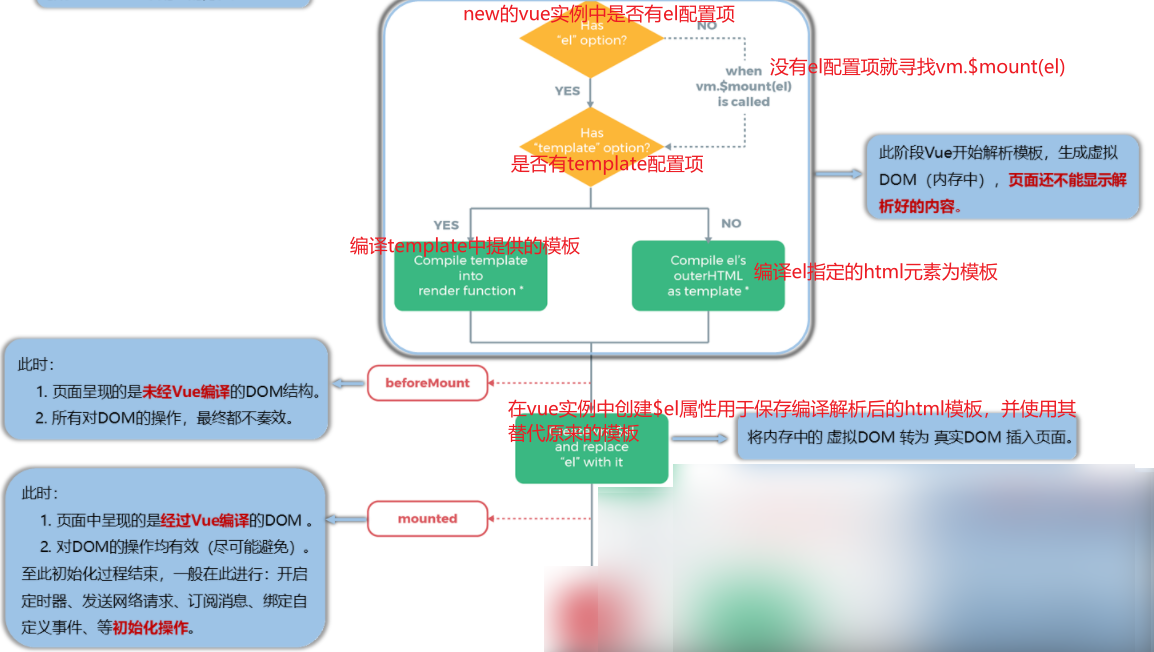 new的vue实例中是否有el配置项
Has
"el" option?
NO
没有el配置项就寻找vm.$mount(el)
when
vm.$mount(el)
is called
YES
Has
"template" option?
是否有template配置项
此阶段Vue开始解析模板，生成虚拟
DOM（内存中），页面还不能显示解
析好的内容。
YES
NO
编译template中提供的模板
Compile template
into
render function *
Compile el's
outerHTML
as template *
编译el指定的html元素为模板
此时：
1. 页面呈现的是未经Vue编译的DOM结构。
2. 所有对DOM的操作，最终都不奏效。
beforeMount
在vue实例中创建$el属性用于保存编译解析后的html模板，并使用其
替代原来的模板
and replace
"el" with it
将内存中的 虚拟DOM 转为 真实DOM 插入页面。
此时：
1. 页面中呈现的是经过Vue编译的DOM 。
2. 对DOM的操作均有效（尽可能避免）。
至此初始化过程结束，一般在此进行：开启
定时器、发送网络请求、订阅消息、绑定自
定义事件、等初始化操作。
mounted